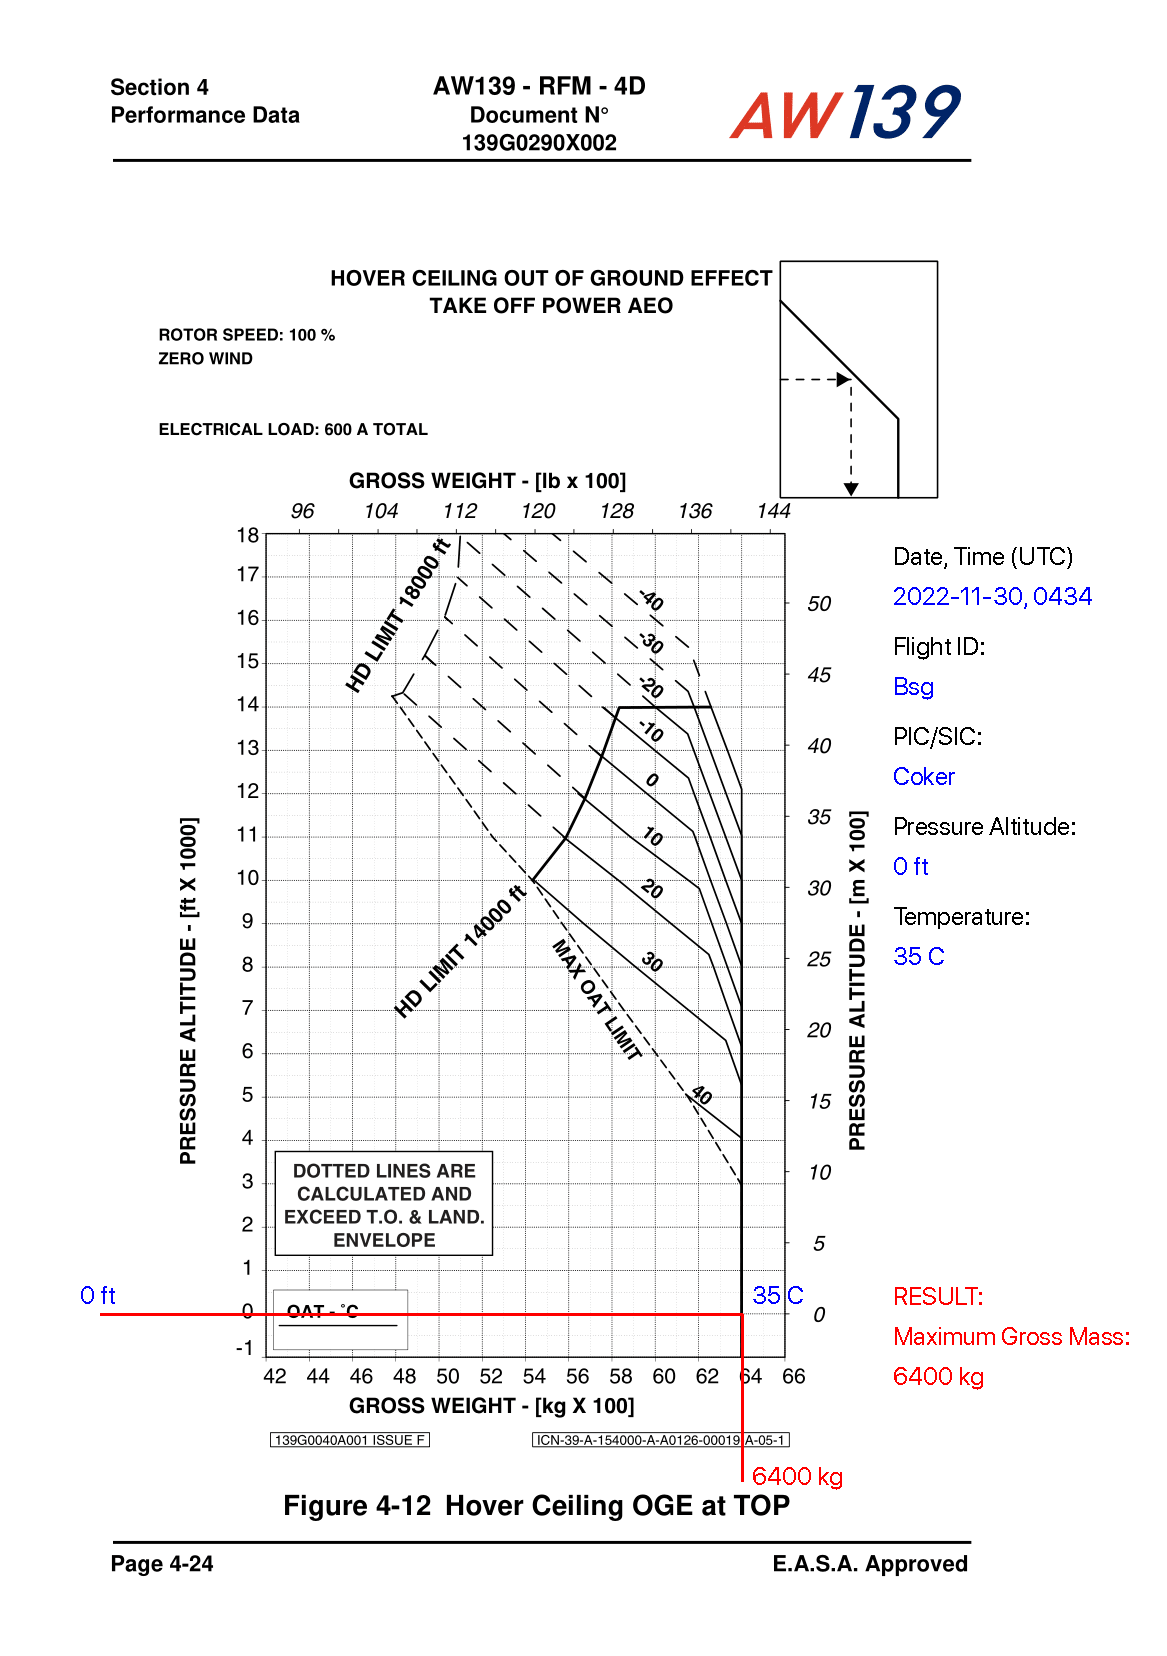 Section 4
Performance Data
AW139 - RFM - 4D
Document N°
139G0290X002
AW139
HOVER CEILING OUT OF GROUND EFFECT
TAKE OFF POWER AEO
ROTOR SPEED: 100 %
ZERO WIND
ELECTRICAL LOAD: 600 A TOTAL
GROSS WEIGHT - [lb x 100]
96 104 112 120 128 136 144
18
17
16
15
14
13
12
11
10
9
8
7
6
5
4
3
2
1
0
-1
PRESSURE ALTITUDE - [ft X 1000]
HD LIMIT 18000 ft
HD LIMIT 14000 ft
MAX OAT LIMIT
-40
-30
-20
-10
0
10
20
30
40
50
45
40
35
30
25
20
15
10
5
0
PRESSURE ALTITUDE - [m X 100]
DOTTED LINES ARE
CALCULATED AND
EXCEED T.O. & LAND.
ENVELOPE
OAT - °C
0 ft
35 C
42 44 46 48 50 52 54 56 58 60 62 64 66
GROSS WEIGHT - [kg X 100]
139G0040A001 ISSUE F
ICN-39-A-154000-A-A0126-00019-A-05-1
6400 kg
Date, Time (UTC)
2022-11-30, 0434
Flight ID:
Bsg
PIC/SIC:
Coker
Pressure Altitude:
0 ft
Temperature:
35 C
RESULT:
Maximum Gross Mass:
6400 kg
Figure 4-12 Hover Ceiling OGE at TOP
Page 4-24
E.A.S.A. Approved